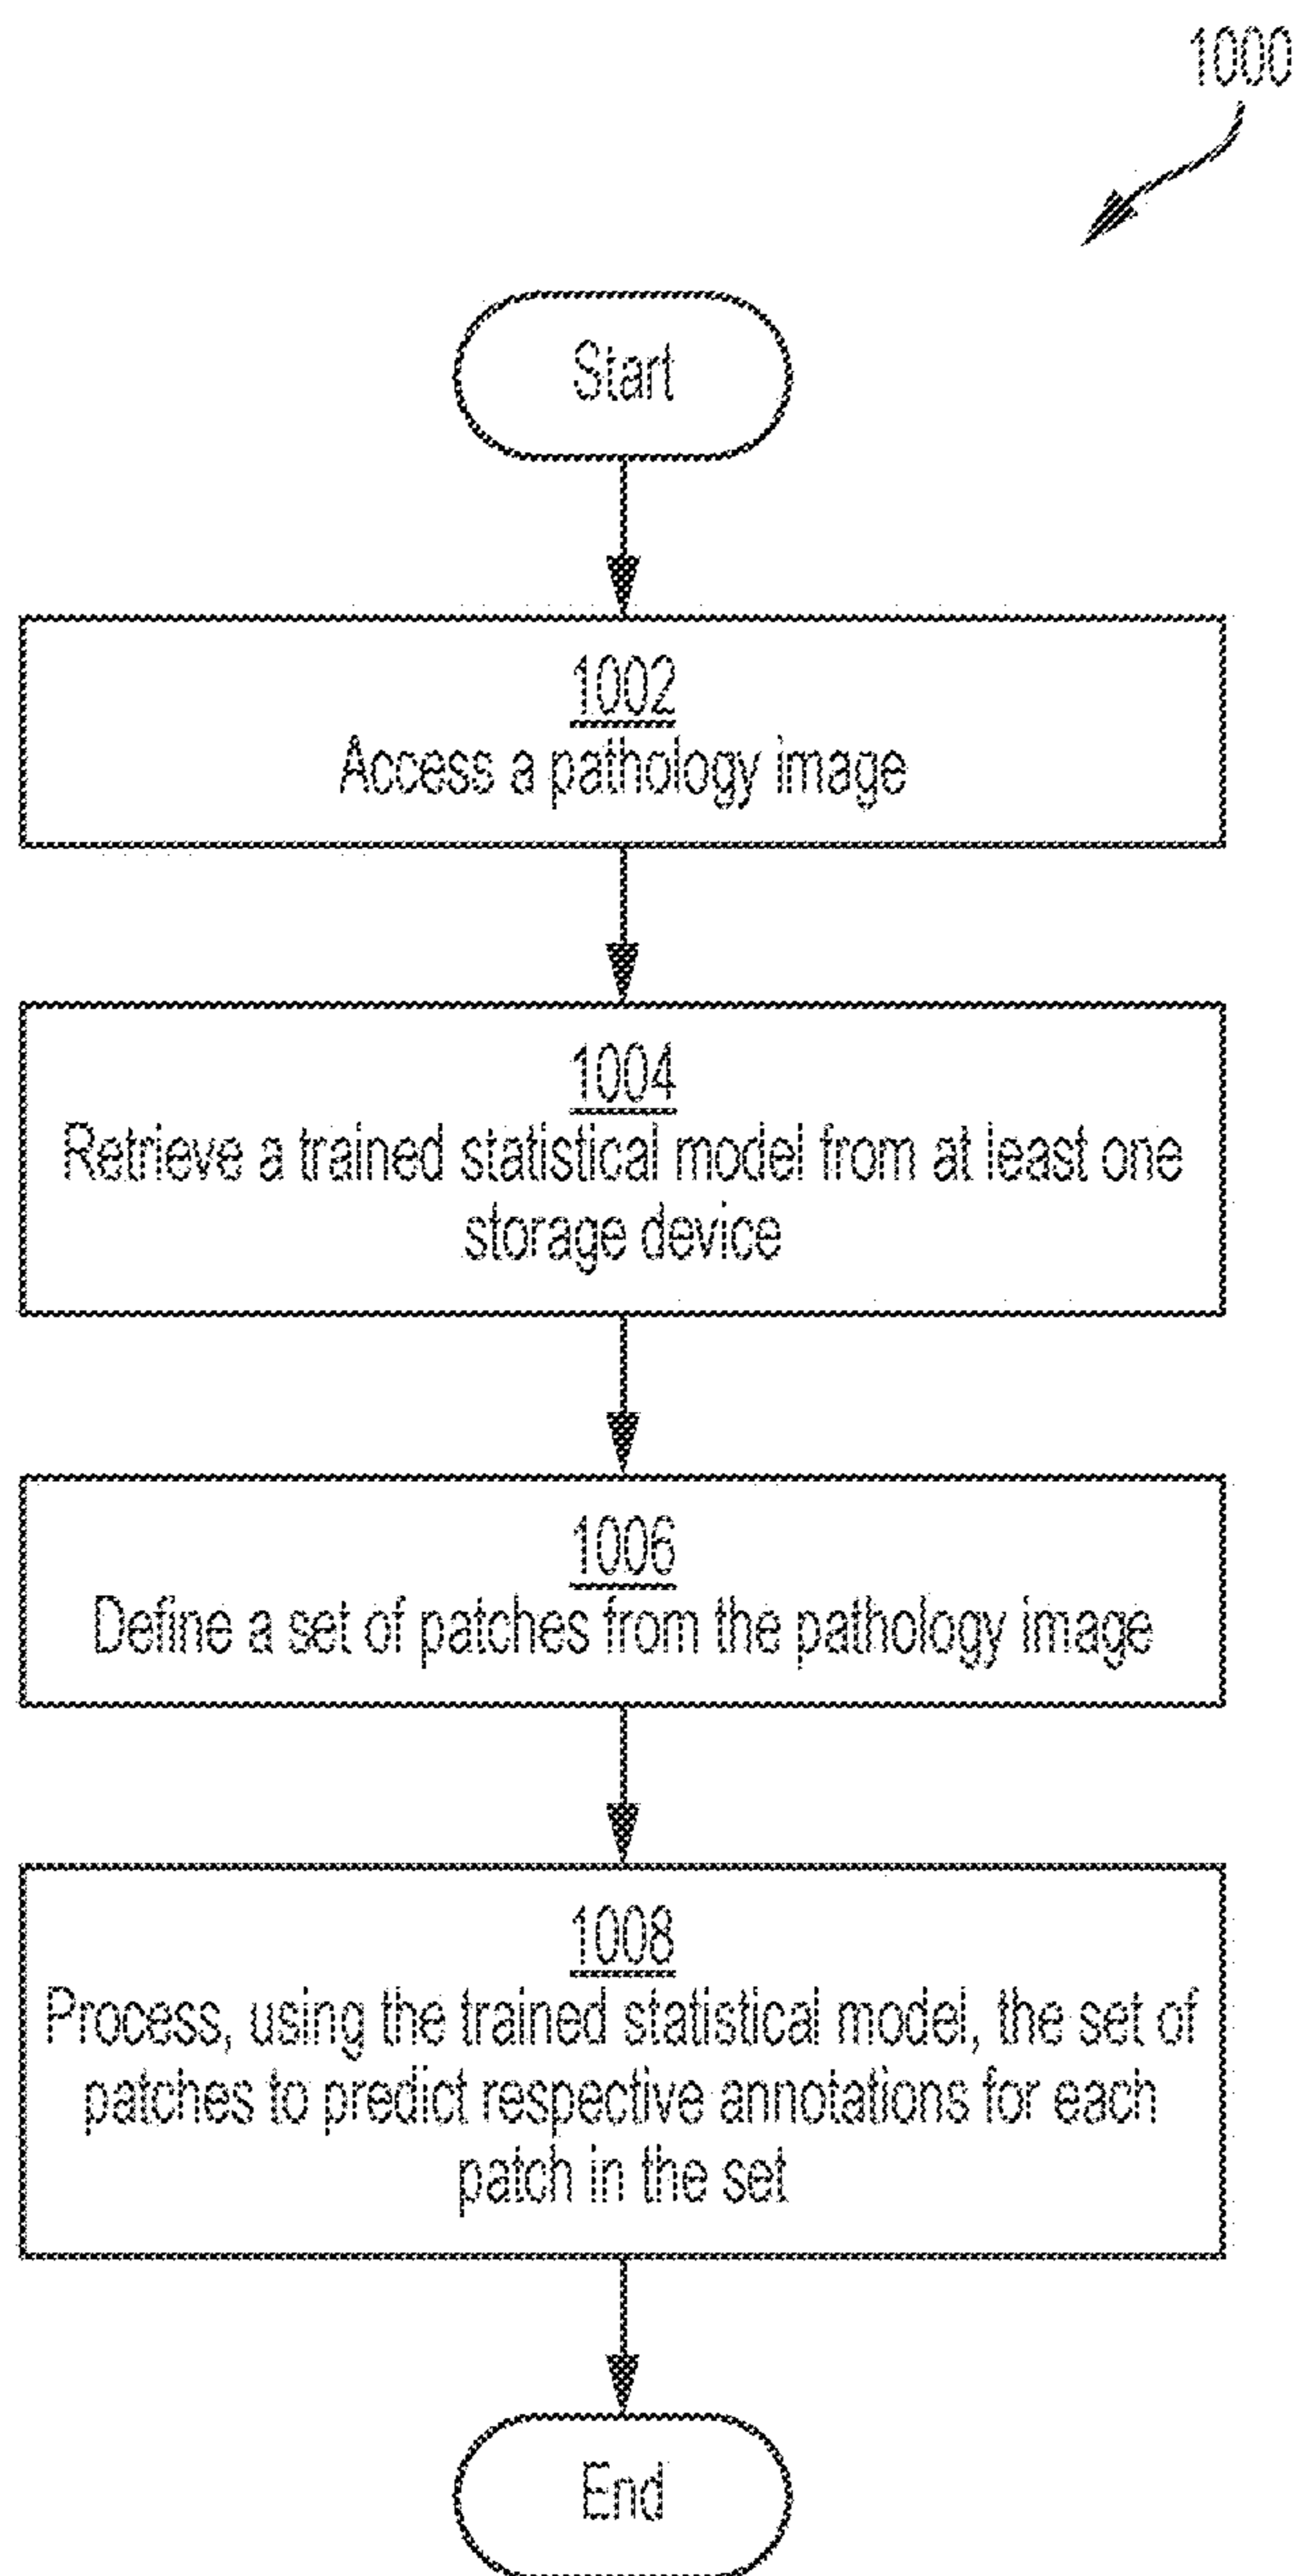 1000
Start
1002
Access a pathology image
1004
Retrieve a trained statistical model from at least one
storage device
1006
Define a set of patches from the pathology image
1008
Process, using the trained statistical model, the set of
patches to predict respective annotations for each
patch in the set
End